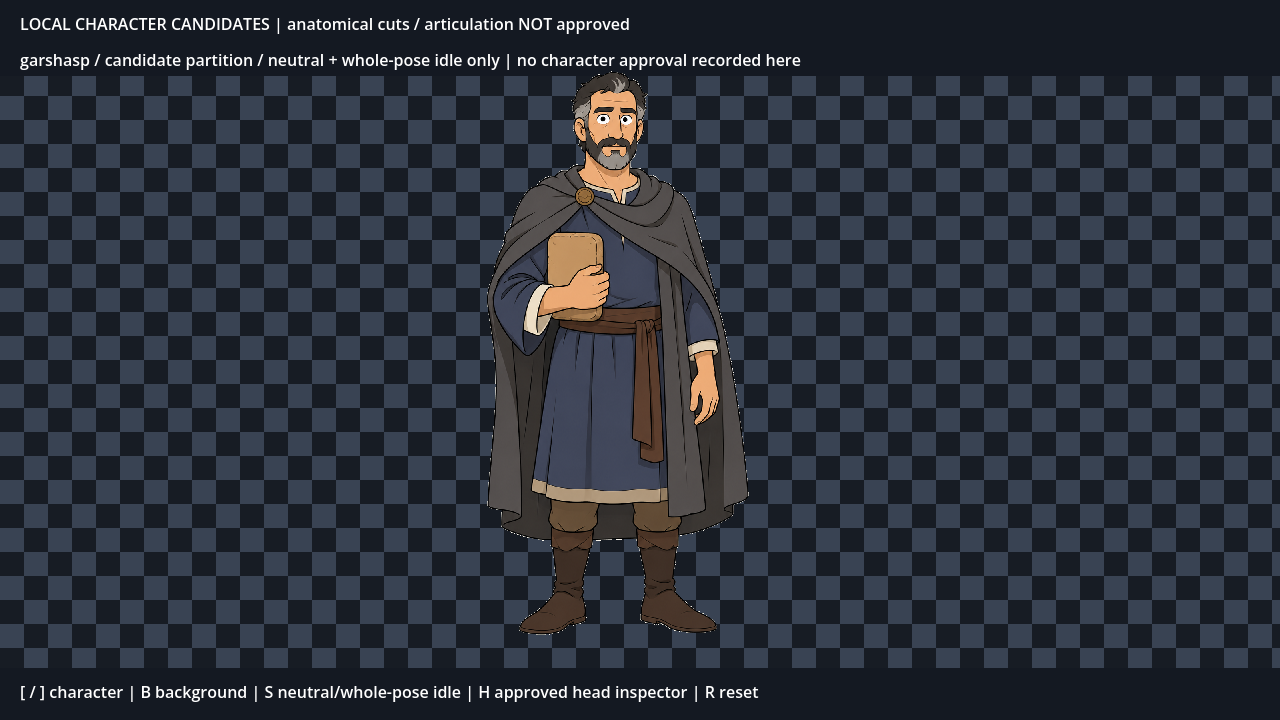 LOCAL CHARACTER CANDIDATES | anatomical cuts / articulation NOT approved
garshasp / candidate partition / neutral + whole-pose idle only | no character approval recorded here
[ / ] character | B background | S neutral/whole-pose idle | H approved head inspector | R reset